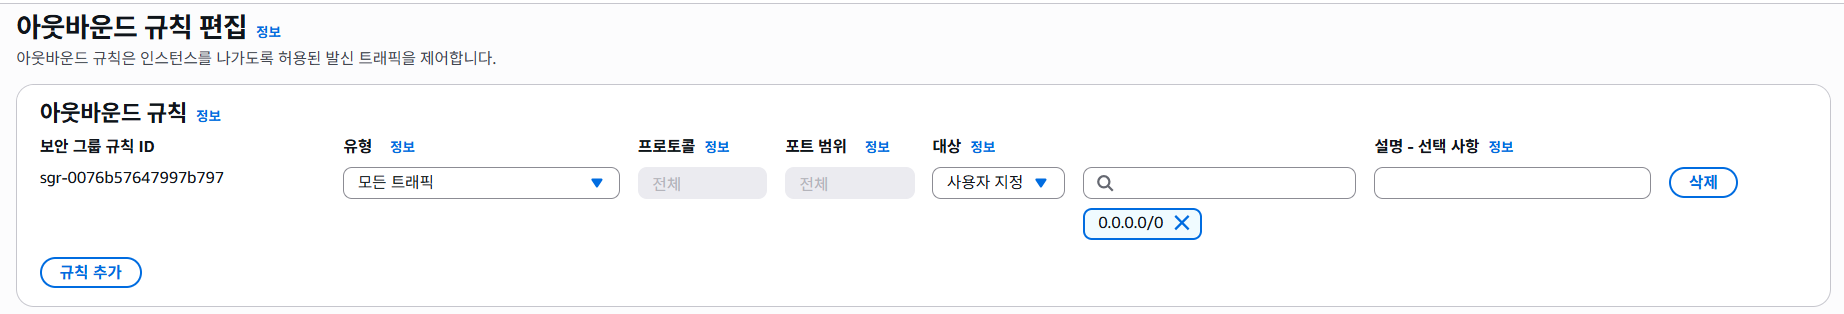 아웃바운드 규칙 편집 정보
아웃바운드 규칙은 인스턴스를 나가도록 허용된 발신 트래픽을 제어합니다.
아웃바운드 규칙 정보
보안 그룹 규칙 ID 유형 정보 프로토콜 정보 포트 범위 정보 대상 정보 설명 - 선택 사항 정보
sgr-0076b57647997b797 모든 트래픽 전체 전체 사용자 지정 삭제
0.0.0.0/0
규칙 추가